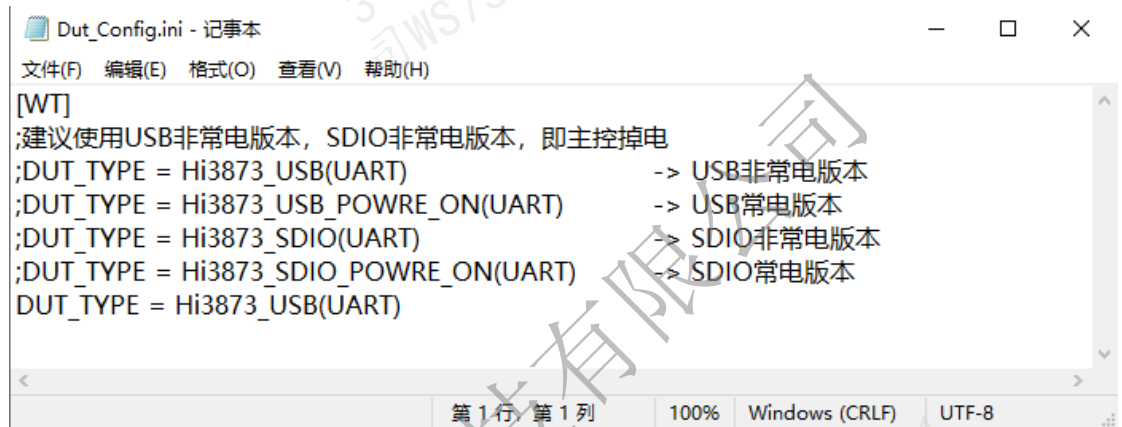 Dut_Config.ini - 记事本
文件(F) 编辑(E) 格式(O) 查看(V) 帮助(H)
[WT]
;建议使用USB非常电版本，SDIO非常电版本，即主控掉电
;DUT_TYPE = Hi3873_USB(UART) -> USB非常电版本
;DUT_TYPE = Hi3873_USB_POWRE_ON(UART) -> USB常电版本
;DUT_TYPE = Hi3873_SDIO(UART) -> SDIO非常电版本
;DUT_TYPE = Hi3873_SDIO_POWRE_ON(UART) -> SDIO常电版本
DUT_TYPE = Hi3873_USB(UART)
第 1 行，第 1 列 100% Windows (CRLF) UTF-8
有限公司